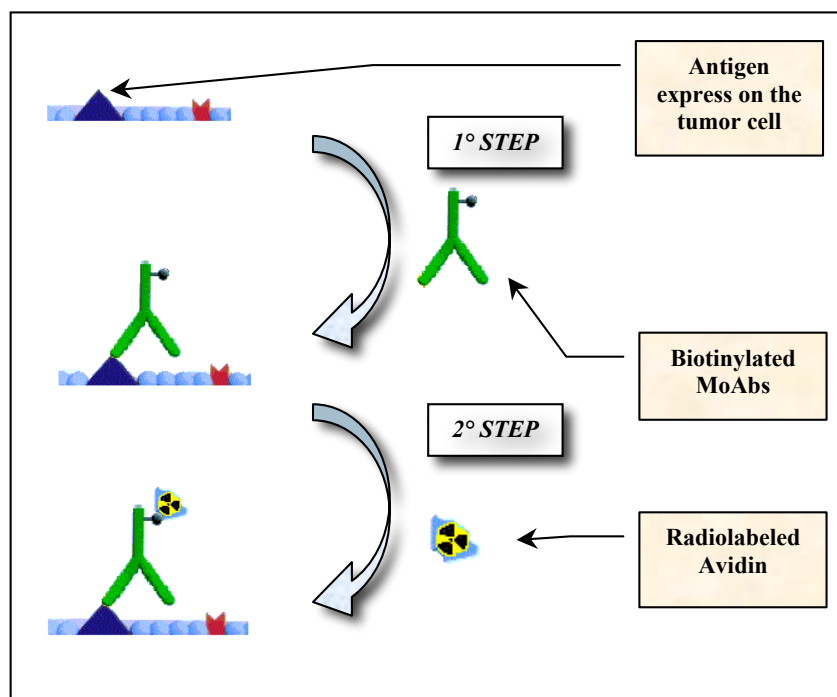 Antigen
express on the
tumor cell
1° STEP
Biotinylated
MoAbs
2° STEP
Radiolabeled
Avidin